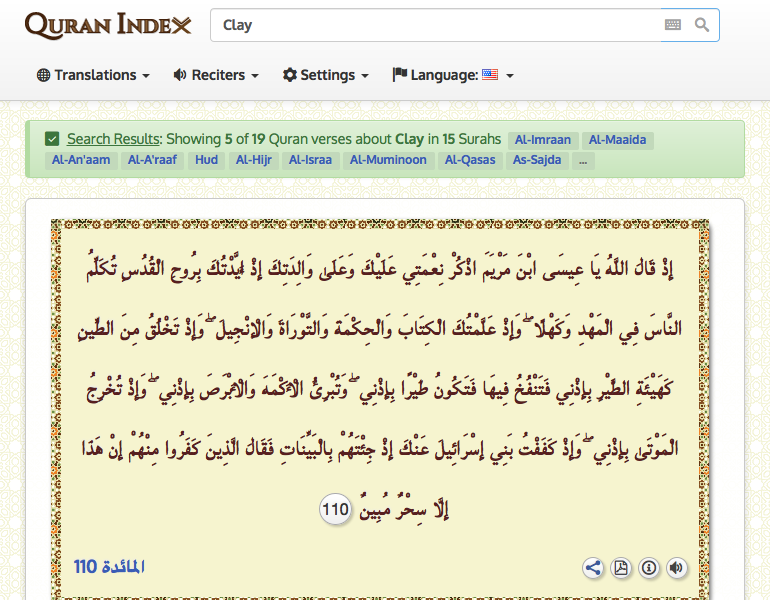 QURAN INDEX
Clay
Translations Reciters Settings Language:
Search Results: Showing 5 of 19 Quran verses about Clay in 15 Surahs Al-Imraan Al-Maaida
Al-An'aam Al-A'raaf Hud Al-Hijr Al-Israa Al-Muminoon Al-Qasas As-Sajda ...
إِذْ قَالَ اللَّهُ يَا عِيسَى ابْنَ مَرْيَمَ اذْكُرْ نِعْمَتِي عَلَيْكَ وَعَلَى وَالِدَتِكَ إِذْ أَيَّدْتُكَ بِرُوحِ الْقُدُسِ تُكَلِّمُ
النَّاسَ فِي الْمَهْدِ وَكَهْلًا ۖ وَإِذْ عَلَّمْتُكَ الْكِتَابَ وَالْحِكْمَةَ وَالتَّوْرَاةَ وَالْإِنْجِيلَ ۖ وَإِذْ تَخْلُقُ مِنَ الطِّينِ
كَهَيْئَةِ الطَّيْرِ بِإِذْنِي فَتَنْفُخُ فِيهَا فَتَكُونُ طَيْرًا بِإِذْنِي ۖ وَتُبْرِئُ الْأَكْمَهَ وَالْأَبْرَصَ بِإِذْنِي ۖ وَإِذْ تُخْرِجُ
الْمَوْتَى بِإِذْنِي ۖ وَإِذْ كَفَفْتُ بَنِي إِسْرَائِيلَ عَنْكَ إِذْ جِئْتَهُمْ بِالْبَيِّنَاتِ فَقَالَ الَّذِينَ كَفَرُوا مِنْهُمْ إِنْ هَذَا
إِلَّا سِحْرٌ مُبِينٌ 110
المائدة 110